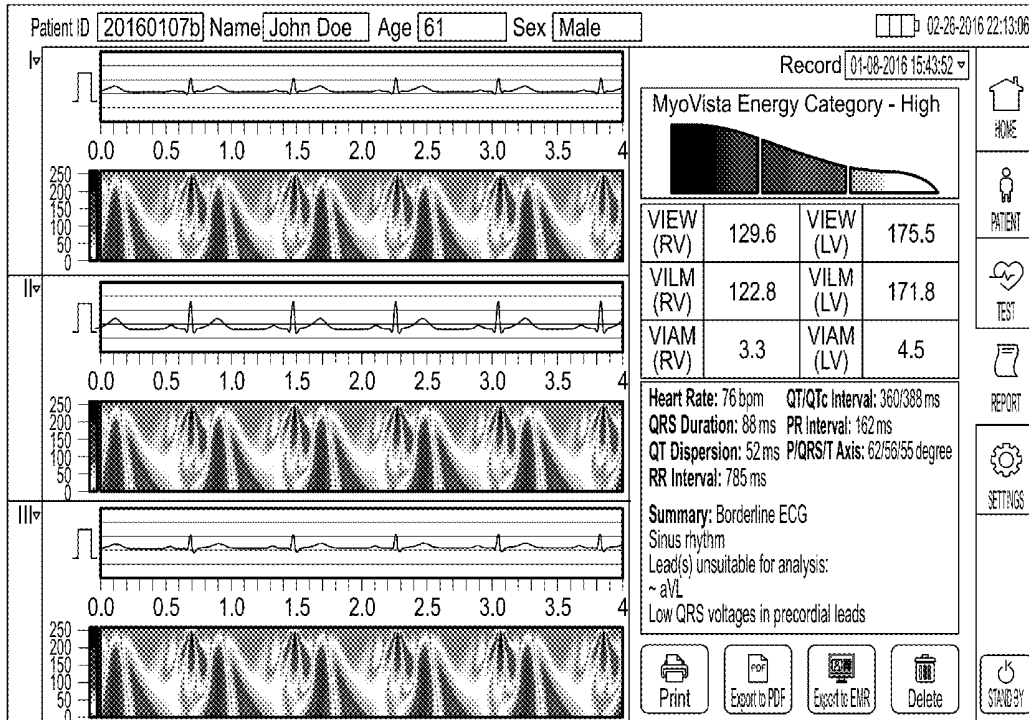 Patient ID 20160107b Name John Doe Age 61 Sex Male 02-26-2016 22:13:06
I
0.0 0.5 1.0 1.5 2.0 2.5 3.0 3.5 4
250
200
150
100
50
0
II
0.0 0.5 1.0 1.5 2.0 2.5 3.0 3.5 4
250
200
150
100
50
0
III
0.0 0.5 1.0 1.5 2.0 2.5 3.0 3.5 4
250
200
150
100
50
0
Record 01-08-2016 15:43:52
MyoVista Energy Category - High
VIEW (RV) 129.6 VIEW (LV) 175.5
VILM (RV) 122.8 VILM (LV) 171.8
VIAM (RV) 3.3 VIAM (LV) 4.5
Heart Rate: 76 bpm QT/QTc Interval: 360/388 ms
QRS Duration: 88 ms PR Interval: 162 ms
QT Dispersion: 52 ms P/QRS/T Axis: 62/56/55 degree
RR Interval: 785 ms
Summary: Borderline ECG
Sinus rhythm
Lead(s) unsuitable for analysis:
~ aVL
Low QRS voltages in precordial leads
Print
PDF
Export to PDF
Export to EMR
Delete
HOME
PATIENT
TEST
REPORT
SETTINGS
STAND BY